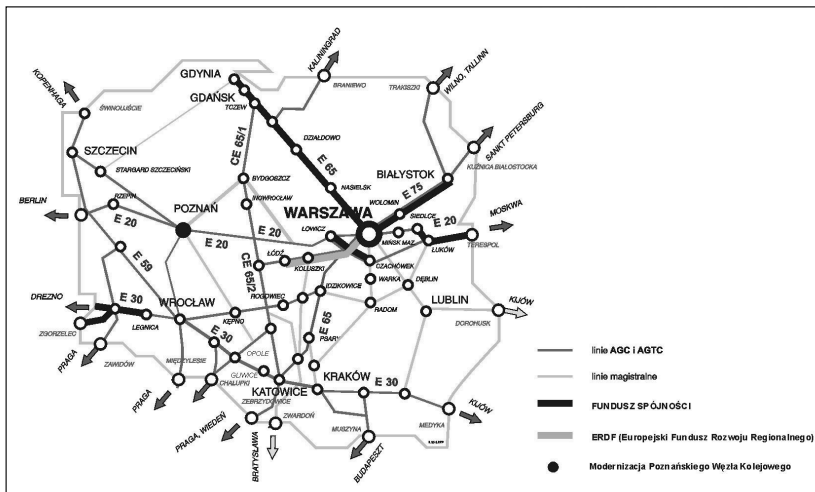 KALININGRAD
GDYNIA
WILNO, TALLINN
KOPENHAGA
GDAŃSK
BRANIEWO
TRAKISZKI
TCZEW
ŚWINOUJŚCIE
SANKT PETERSBURG
CE 65/1
DZIAŁDOWO
SZCZECIN
E 65
BIAŁYSTOK
KUŹNICA BIAŁOSTOCKA
STARGARD SZCZECIŃSKI
BYDGOSZCZ
NASIELSK
E 75
RZEPIN
INOWROCŁAW
WOŁOMIN
BERLIN
POZNAŃ
WARSZAWA
SIEDLCE
MOSKWA
E 20
E 20
E 20
ŁOWICZ
E 20
MIŃSK MAZ.
ŁUKÓW
TERESPOL
E 59
ŁÓDŹ
KOLUSZKI
CZACHÓWEK
CE 65/2
IDZIKOWICE
WARKA
DĘBLIN
DREZNO
E 30
WROCŁAW
ROGOWIEC
LUBLIN
KIJÓW
LEGNICA
KĘPNO
E 65
RADOM
DOROHUSK
ZGORZELEC
E 30
PSARY
ZAWIDÓW
MIĘDZYLESIE
OPOLE
GLIWICE
PRAGA
CHAŁUPKI
KATOWICE
KRAKÓW
E 30
PRAGA
ZEBRZYDOWICE
KIJÓW
PRAGA, WIEDEŃ
ZWARDOŃ
MUSZYNA
MEDYKA
BRATYSŁAWA
BUDAPESZT
linie AGC i AGTC
linie magistralne
FUNDUSZ SPÓJNOŚCI
ERDF (Europejski Fundusz Rozwoju Regionalnego)
Modernizacja Poznańskiego Węzła Kolejowego